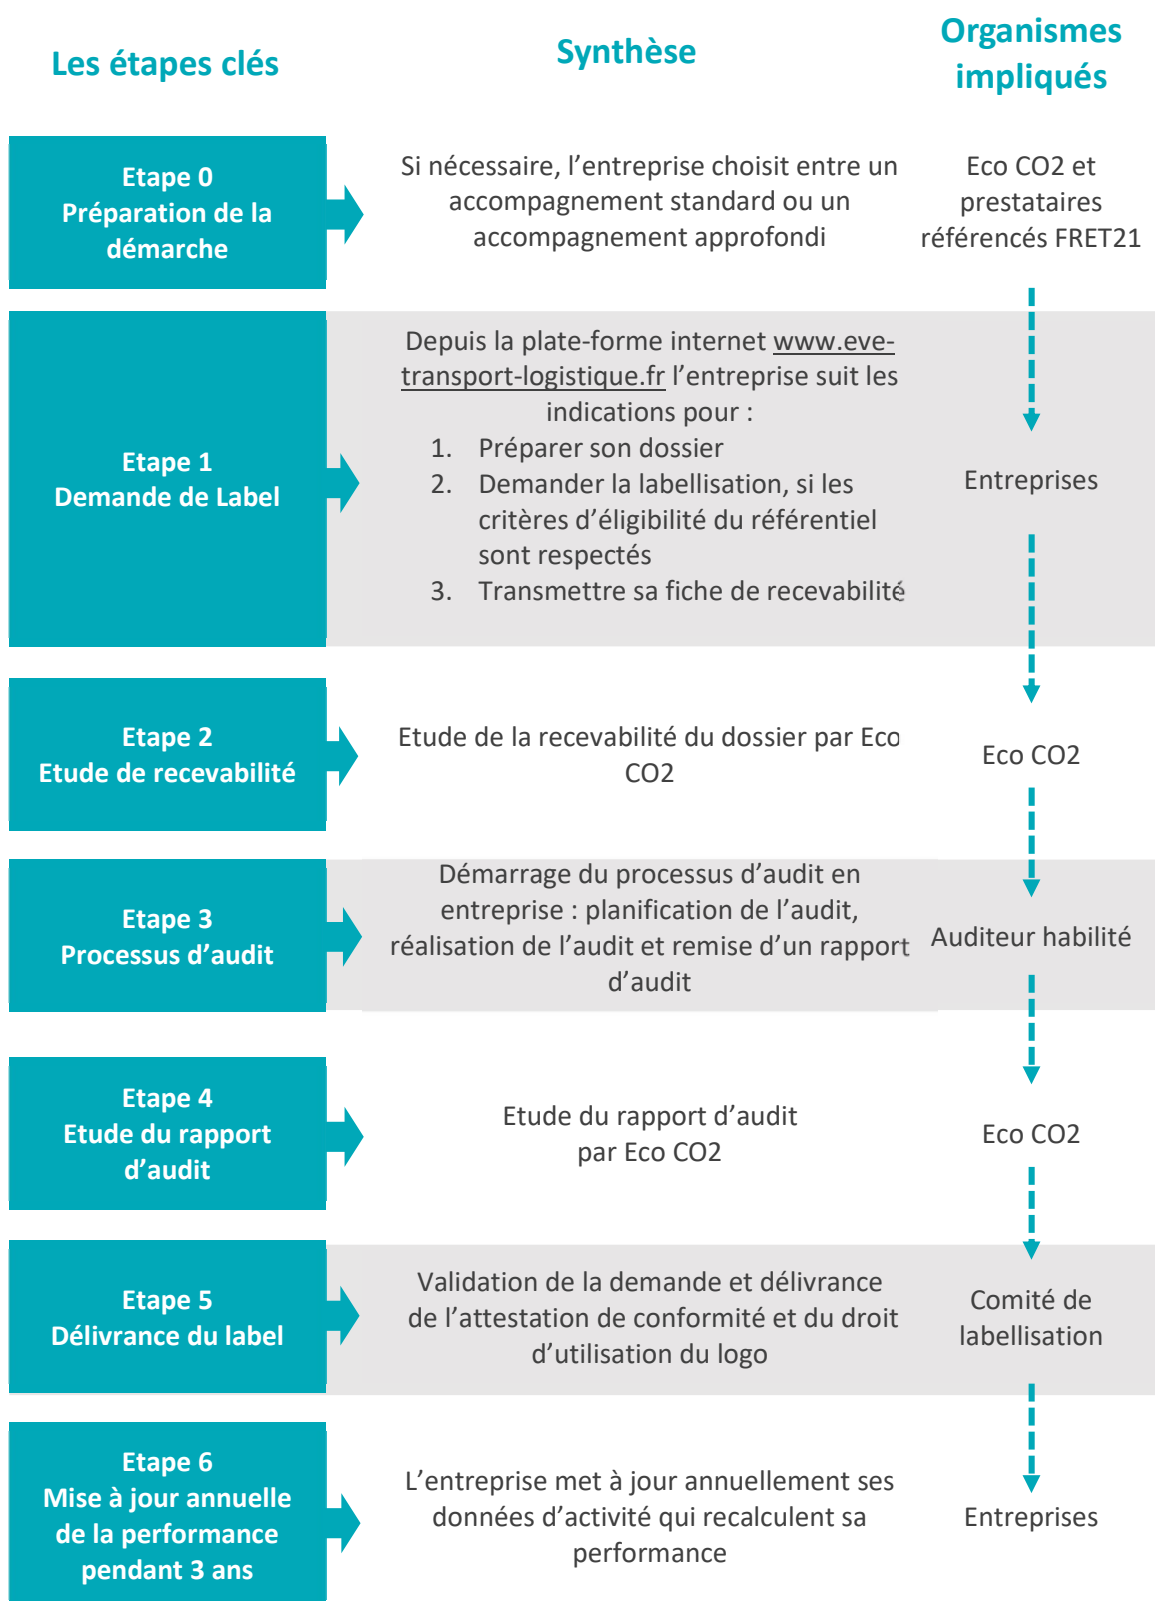 Les étapes clés
Synthèse
Organismes
impliqués
Etape 0
Préparation de la
démarche
Si nécessaire, l’entreprise choisit entre un
accompagnement standard ou un
accompagnement approfondi
Eco CO2 et
prestataires
référencés FRET21
Etape 1
Demande de Label
Depuis la plate-forme internet www.eve-
transport-logistique.fr l’entreprise suit les
indications pour :
1. Préparer son dossier
2. Demander la labellisation, si les
critères d’éligibilité du référentiel
sont respectés
3. Transmettre sa fiche de recevabilité
Entreprises
Etape 2
Etude de recevabilité
Etude de la recevabilité du dossier par Eco
CO2
Eco CO2
Etape 3
Processus d’audit
Démarrage du processus d’audit en
entreprise : planification de l’audit,
réalisation de l’audit et remise d’un rapport
d’audit
Auditeur habilité
Etape 4
Etude du rapport
d’audit
Etude du rapport d’audit
par Eco CO2
Eco CO2
Etape 5
Délivrance du label
Validation de la demande et délivrance
de l’attestation de conformité et du droit
d’utilisation du logo
Comité de
labellisation
Etape 6
Mise à jour annuelle
de la performance
pendant 3 ans
L’entreprise met à jour annuellement ses
données d’activité qui recalculent sa
performance
Entreprises